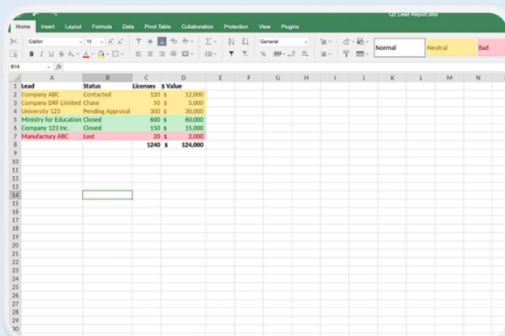 Q2 Lead Report.xlsx
Home Insert Layout Formula Data Pivot Table Collaboration Protection View Plugins
Calibri 11 General
Normal Neutral Bad
B14
A B C D E F G H I J K L M N
1 Lead Status Licenses $ Value
2 Company ABC Contacted 120 $ 12,000
3 Company DRF Limited Chase 50 $ 5,000
4 University 123 Pending Approval 300 $ 30,000
5 Ministry for Education Closed 600 $ 60,000
6 Company 123 Inc. Closed 150 $ 15,000
7 Manufactury ABC Lost 20 $ 2,000
8 1240 $ 124,000
9
10
11
12
13
14
15
16
17
18
19
20
21
22
23
24
25
26
27
28
29
30